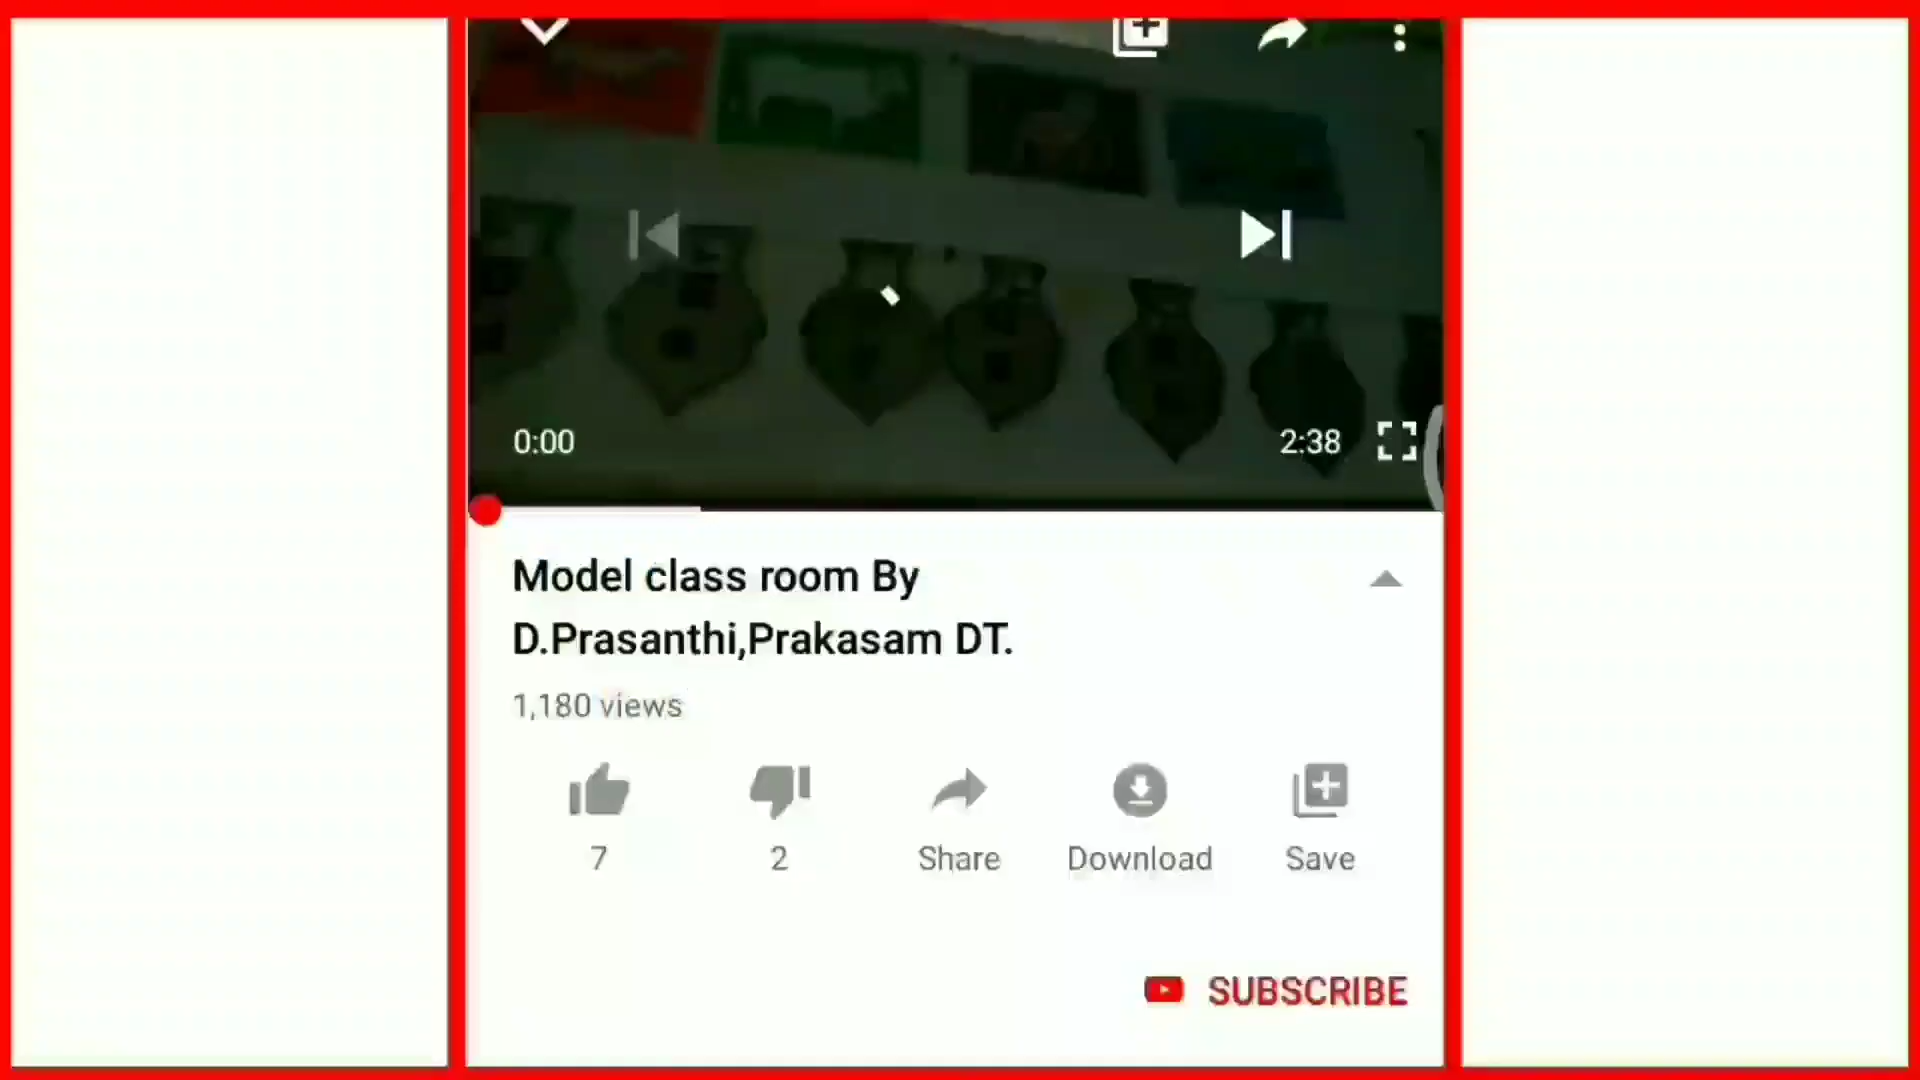 0:00
2:38
Model class room By
D.Prasanthi,Prakasam DT.
1,180 views
7
2
Share
Download
Save
SUBSCRIBE